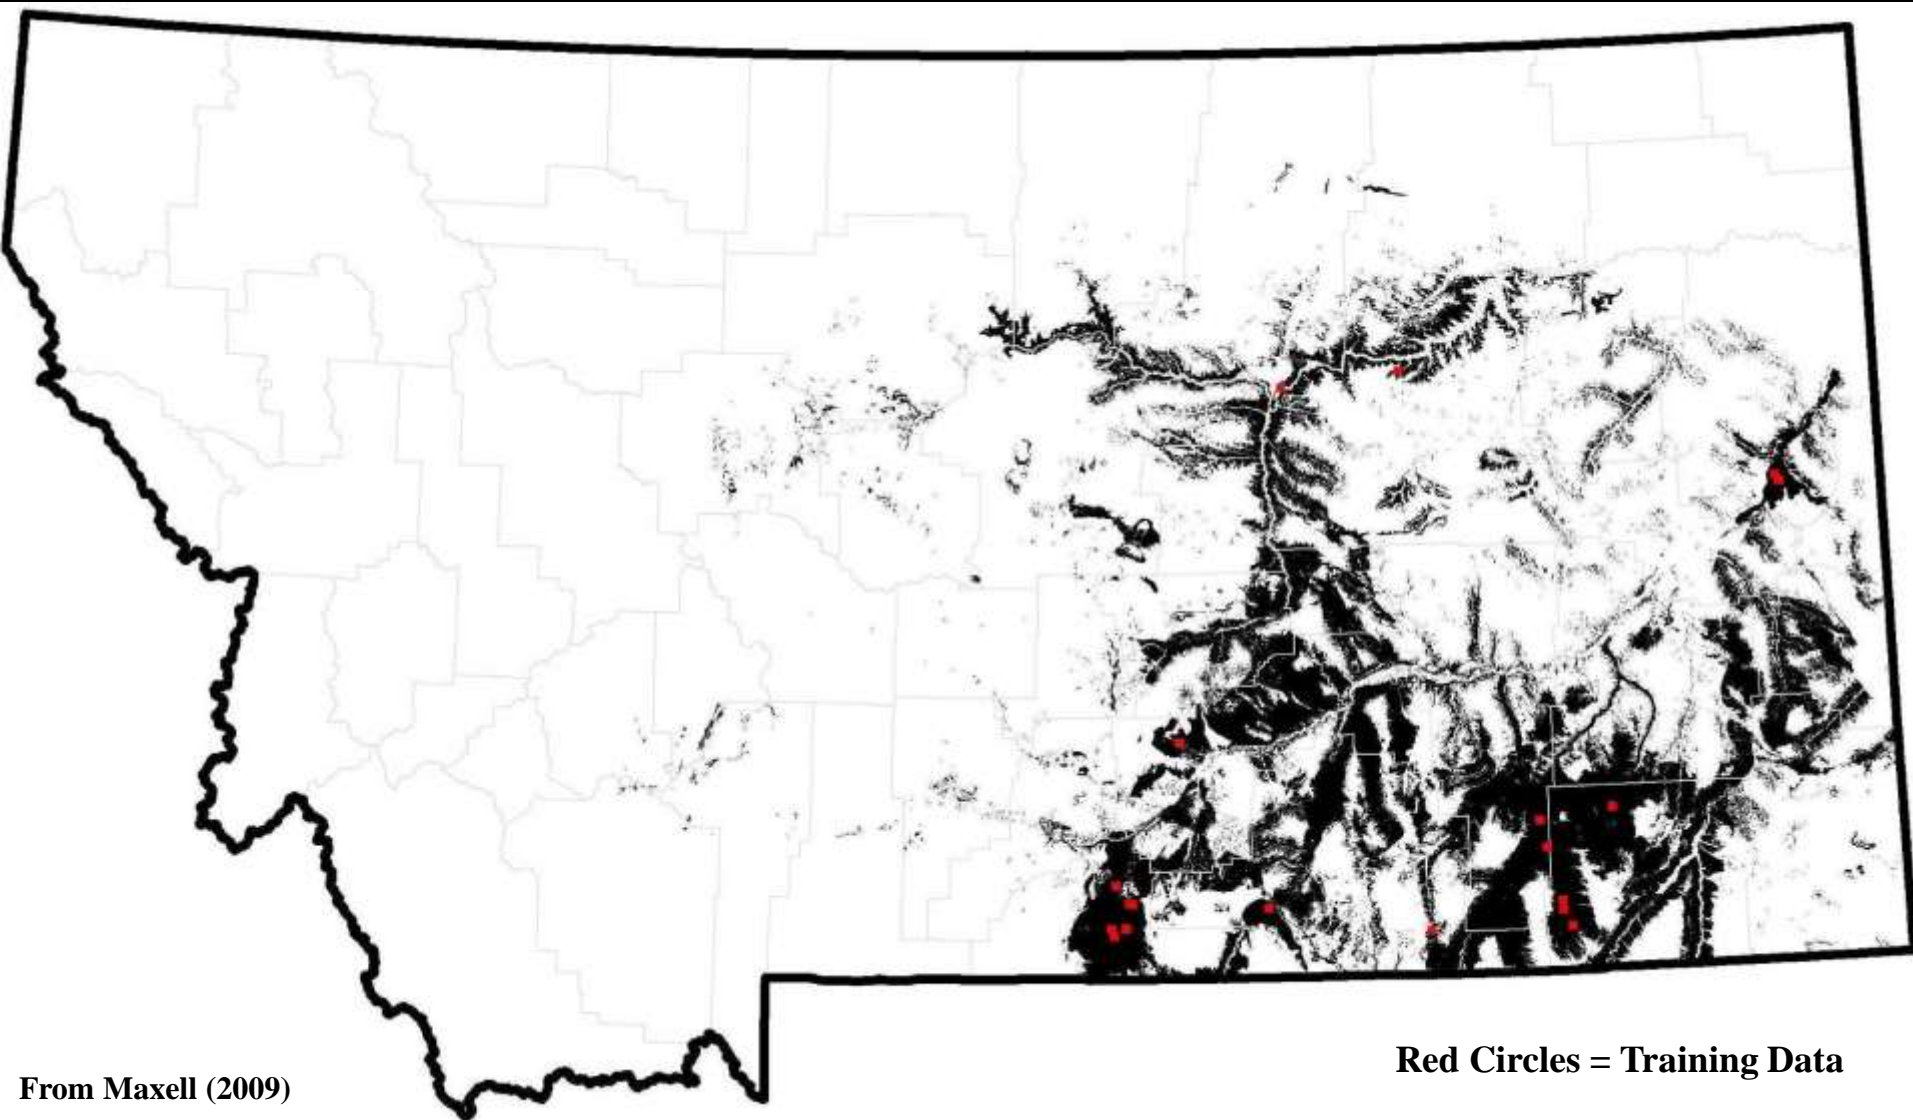 Red Circles = Training Data
From Maxell (2009)